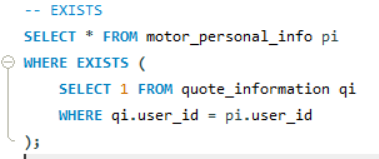 -- EXISTS
SELECT * FROM motor_personal_info pi
WHERE EXISTS (
    SELECT 1 FROM quote_information qi
    WHERE qi.user_id = pi.user_id
);